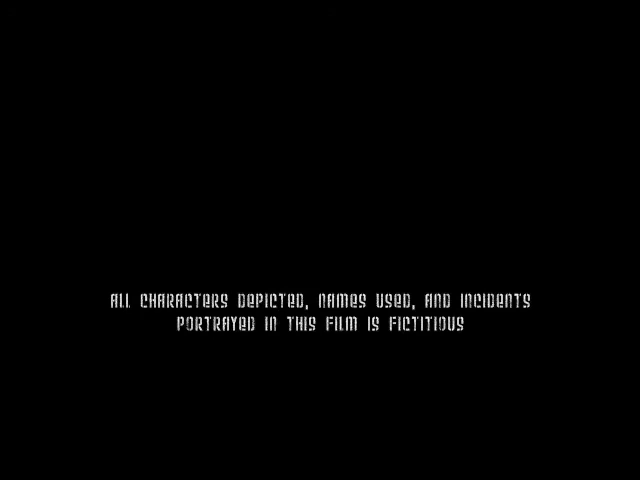 ALL CHARACTERS DEPICTED, NAMES USED, AND INCIDENTS
PORTRAYED IN THIS FILM IS FICTITIOUS